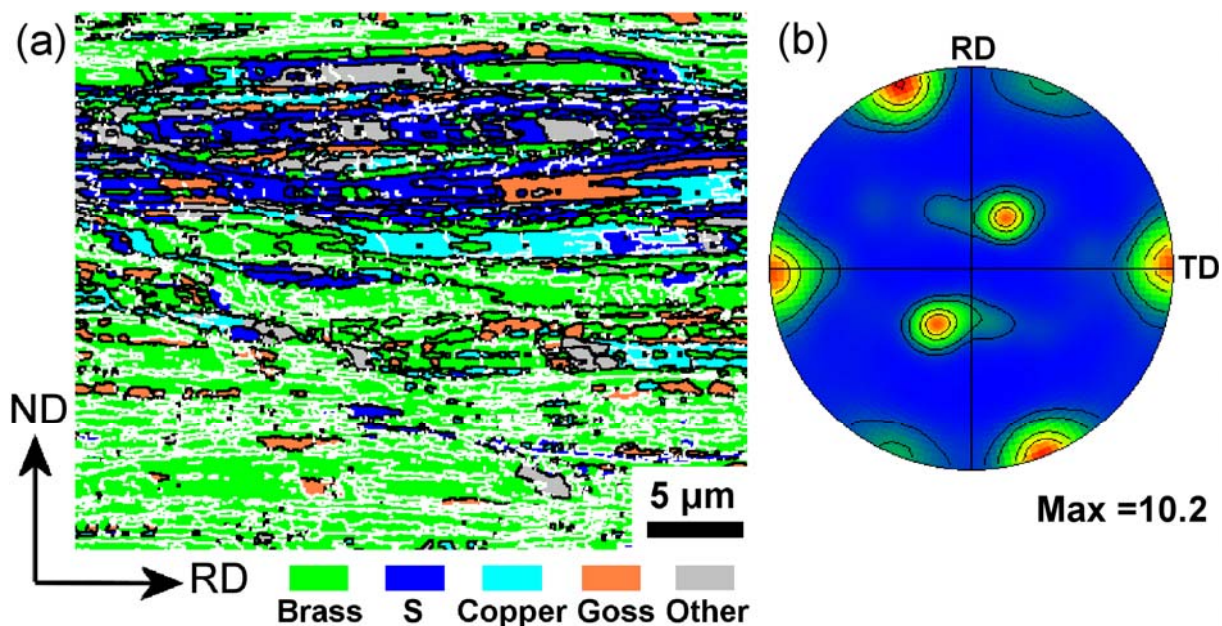 (a)
(b)
RD
TD
Max =10.2
ND
RD
5 μm
Brass S Copper Goss Other